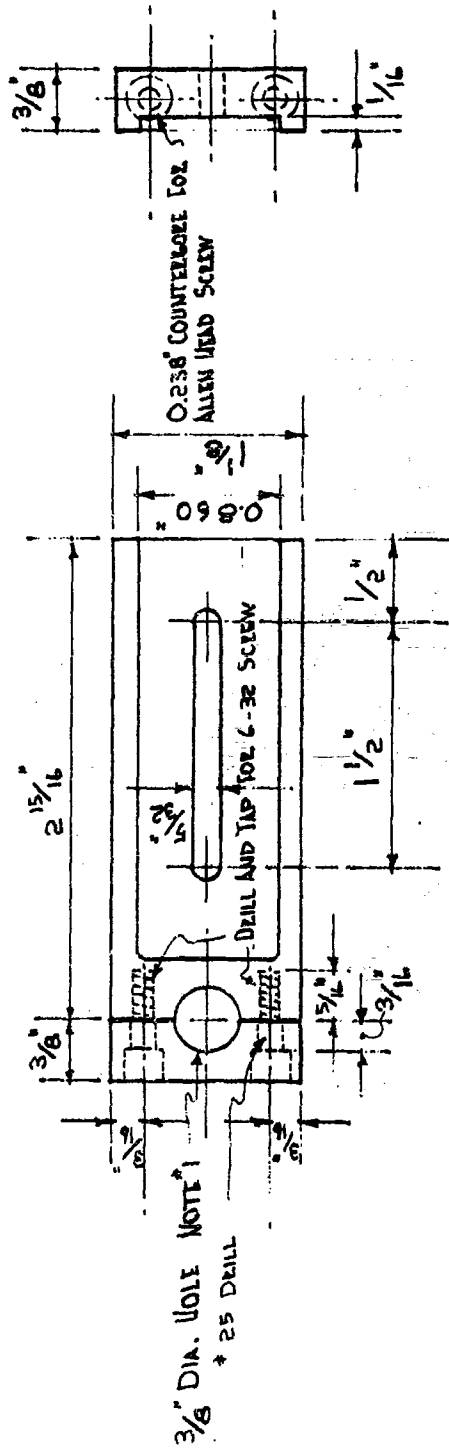 3/8"
1/16"
0.238" COUNTERBORE FOR
ALLEN HEAD SCREW
1 1/8"
0.860"
1/2"
1 1/2"
2 15/16"
5/32"
DRILL AND TAP FOR 6-32 SCREW
3/8"
15/16"
3/16"
3/16"
3/16"
3/8" DIA. HOLE NOTE #1
# 25 DRILL